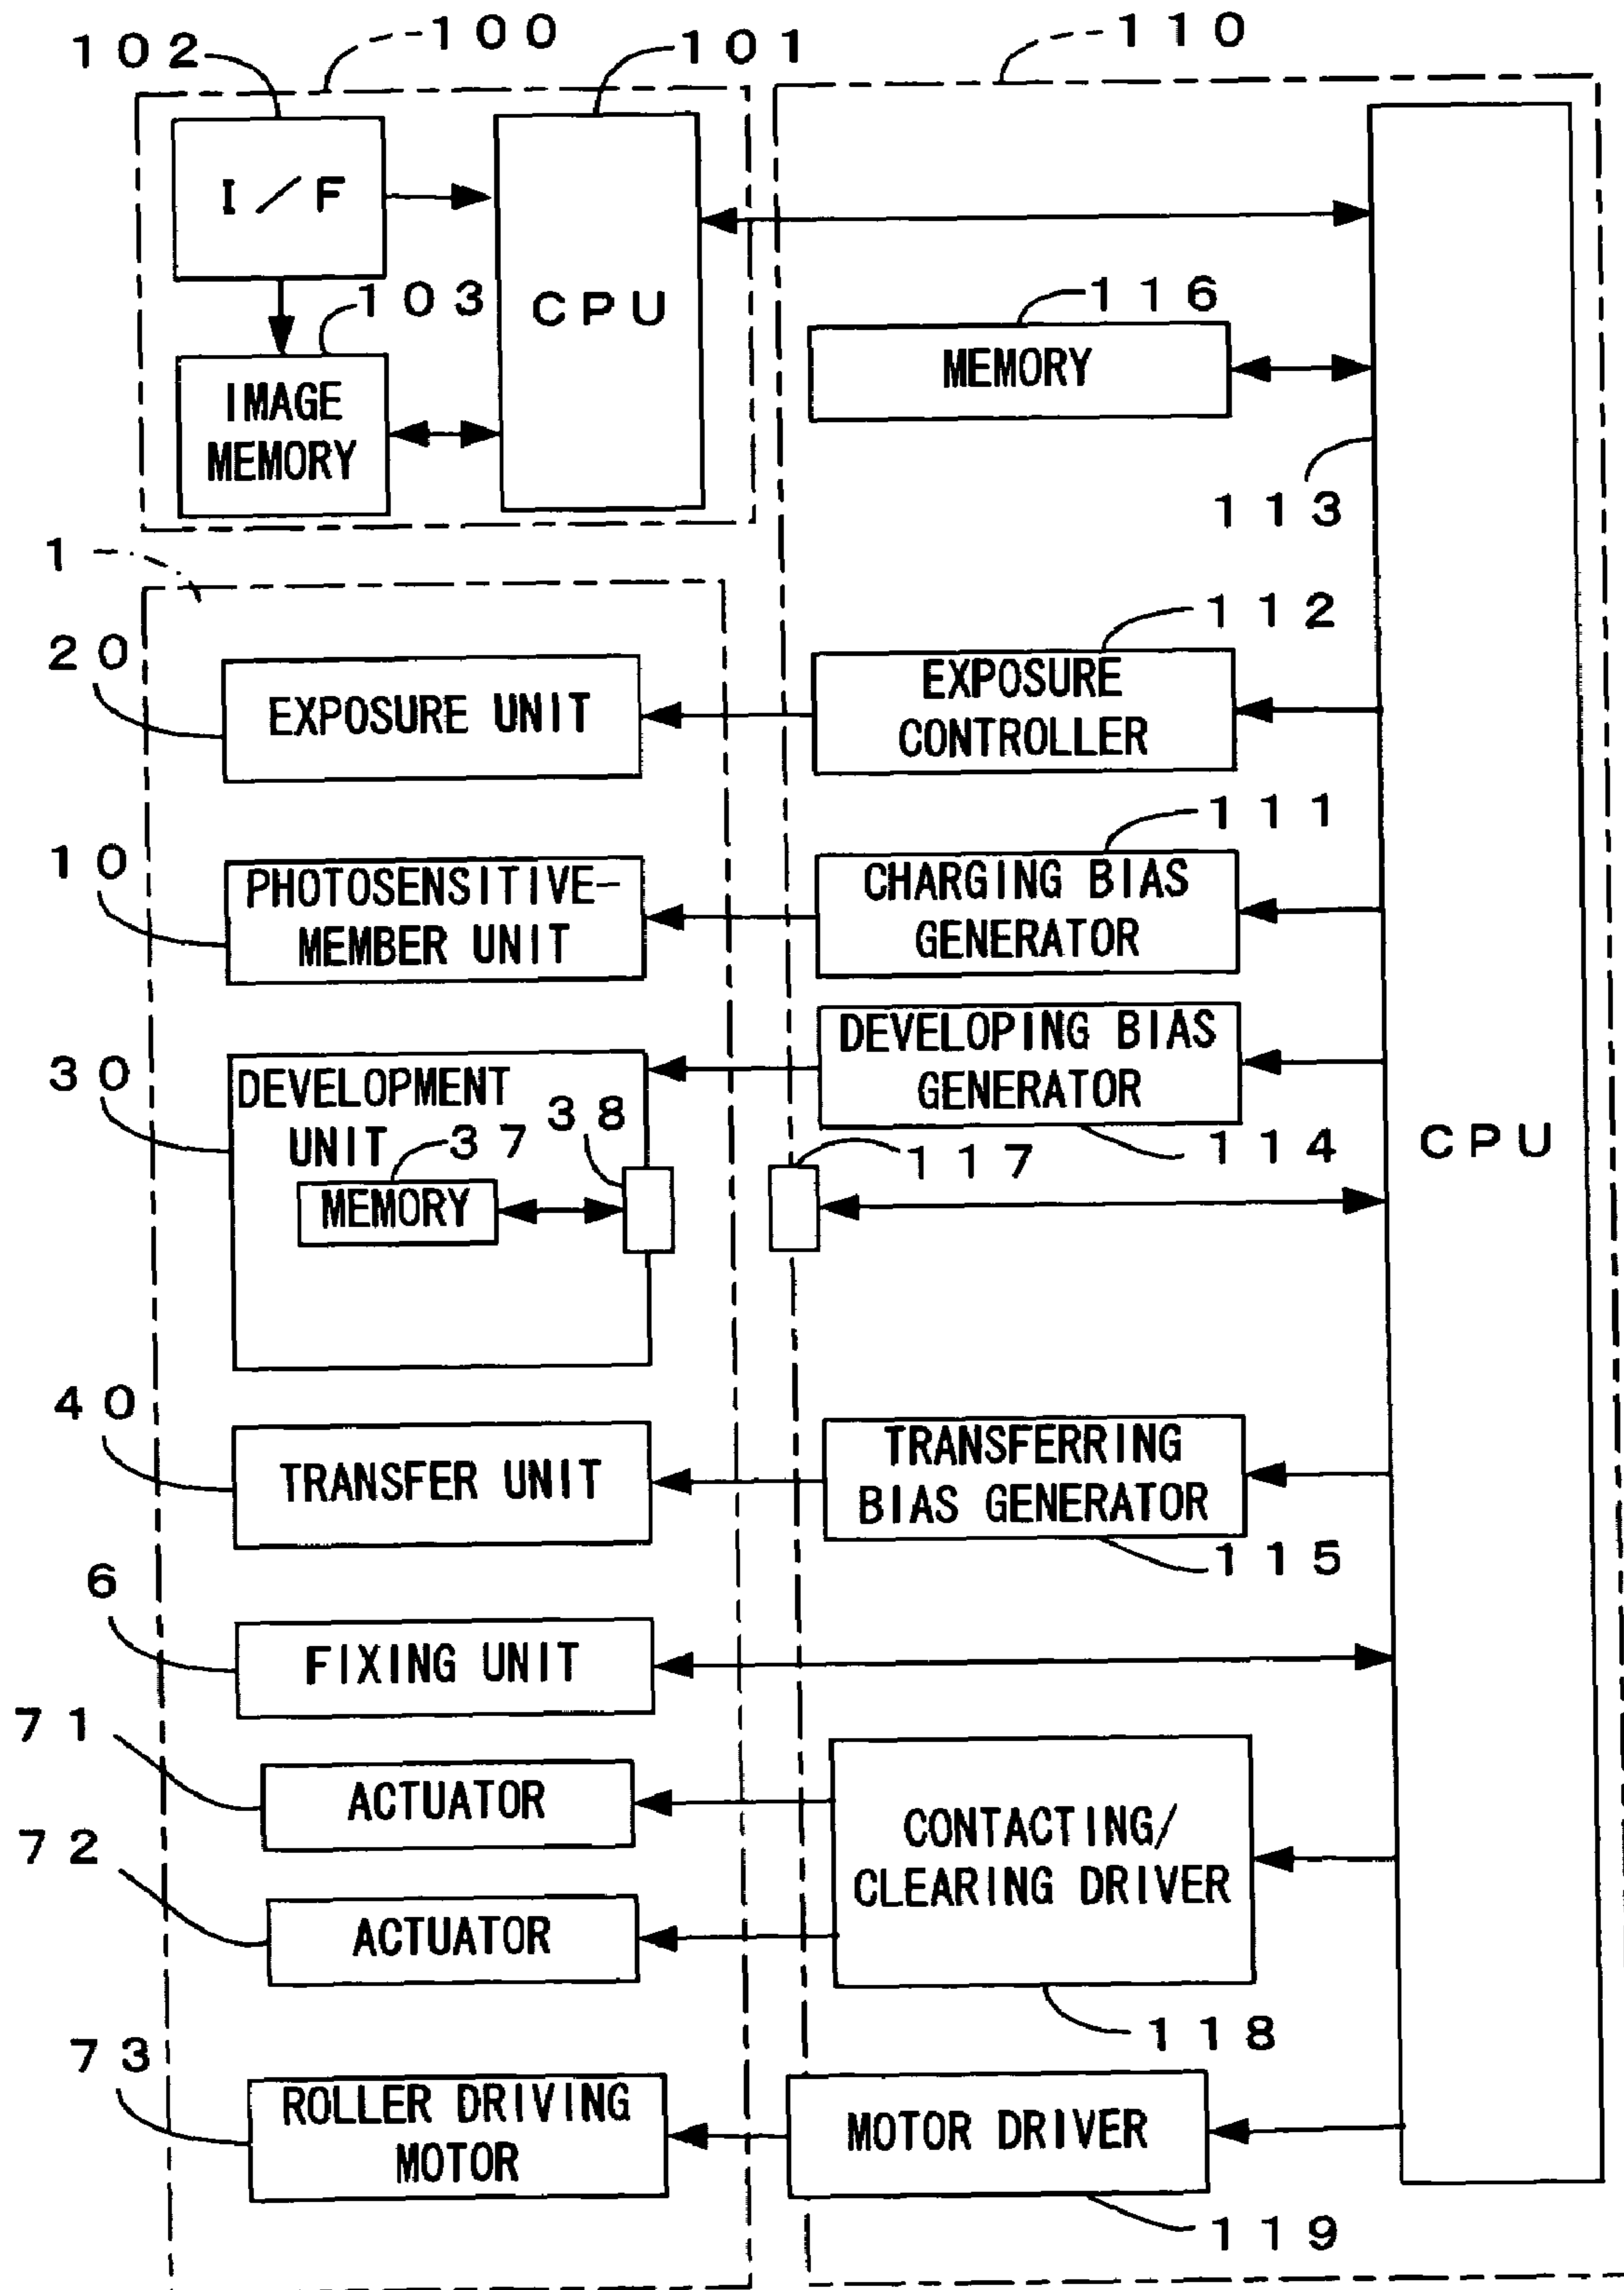 102
100
101
110
I/F
103
CPU
116
MEMORY
IMAGE
MEMORY
113
1
112
20
EXPOSURE UNIT
EXPOSURE
CONTROLLER
111
10
PHOTOSENSITIVE-
MEMBER UNIT
CHARGING BIAS
GENERATOR
30
DEVELOPMENT
UNIT
37
38
MEMORY
DEVELOPING BIAS
GENERATOR
117
114
CPU
40
TRANSFER UNIT
TRANSFERRING
BIAS GENERATOR
115
6
FIXING UNIT
71
ACTUATOR
72
ACTUATOR
CONTACTING/
CLEARING DRIVER
118
73
ROLLER DRIVING
MOTOR
MOTOR DRIVER
119